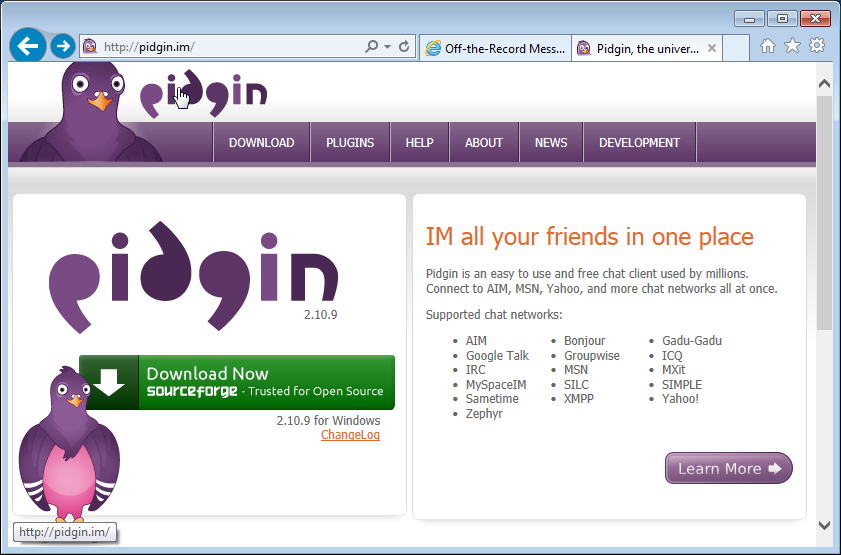 http://pidgin.im/
Off-the-Record Mess...
Pidgin, the univer...
pidgin
DOWNLOAD
PLUGINS
HELP
ABOUT
NEWS
DEVELOPMENT
pidgin
2.10.9
Download Now
sourceforge - Trusted for Open Source
2.10.9 for Windows
ChangeLog
IM all your friends in one place
Pidgin is an easy to use and free chat client used by millions.
Connect to AIM, MSN, Yahoo, and more chat networks all at once.
Supported chat networks:
• AIM
• Google Talk
• IRC
• MySpaceIM
• Sametime
• Zephyr
• Bonjour
• Groupwise
• MSN
• SILC
• XMPP
• Gadu-Gadu
• ICQ
• MXit
• SIMPLE
• Yahoo!
Learn More
http://pidgin.im/